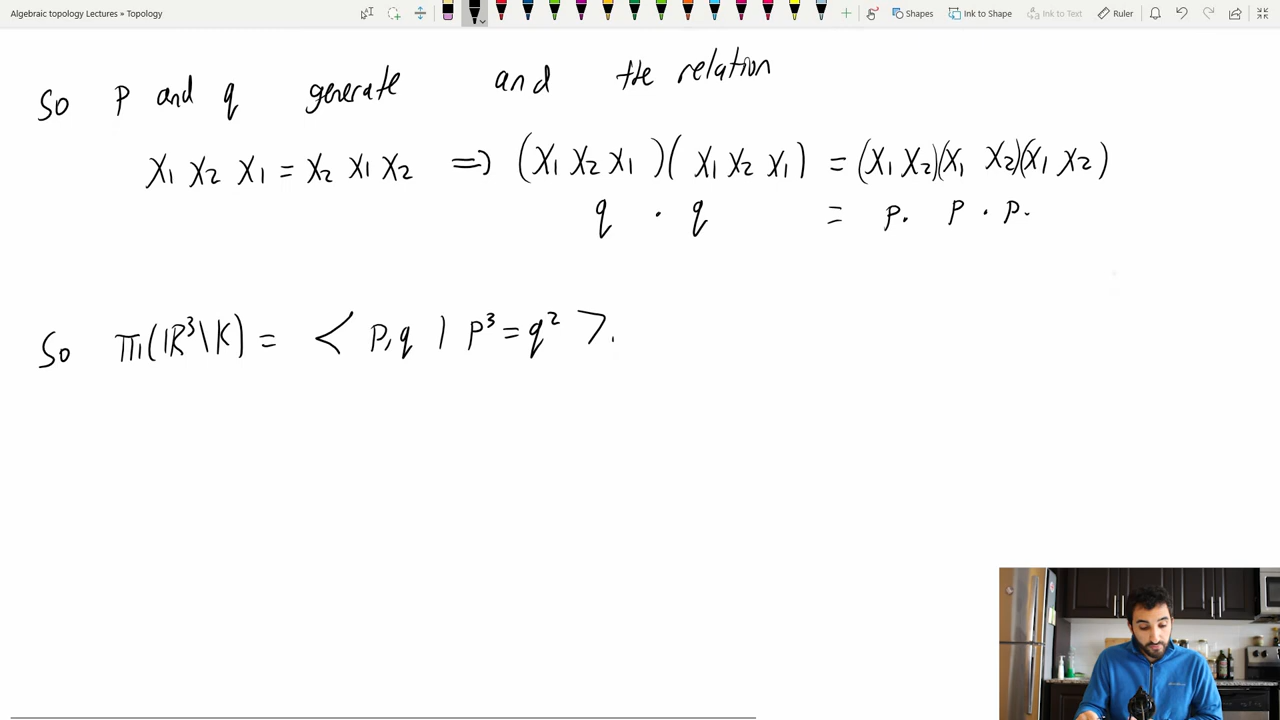 Algebraic topology Lectures » Topology
Shapes Ink to Shape Ink to Text Ruler
So p and q generate and the relation
X₁ X₂ X₁ = X₂ X₁ X₂ ⟹ (X₁ X₂ X₁)(X₁ X₂ X₁) = (X₁ X₂)(X₁ X₂)(X₁ X₂)
q · q = p. p · p.
So π₁(ℝ³\K) = < p, q | p³ = q² >.